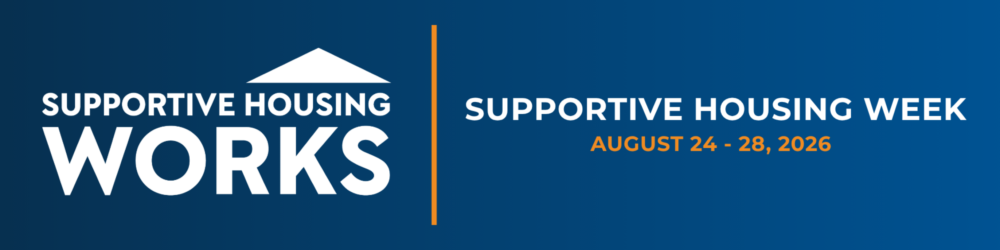 SUPPORTIVE HOUSING
WORKS
SUPPORTIVE HOUSING WEEK
AUGUST 24 - 28, 2026